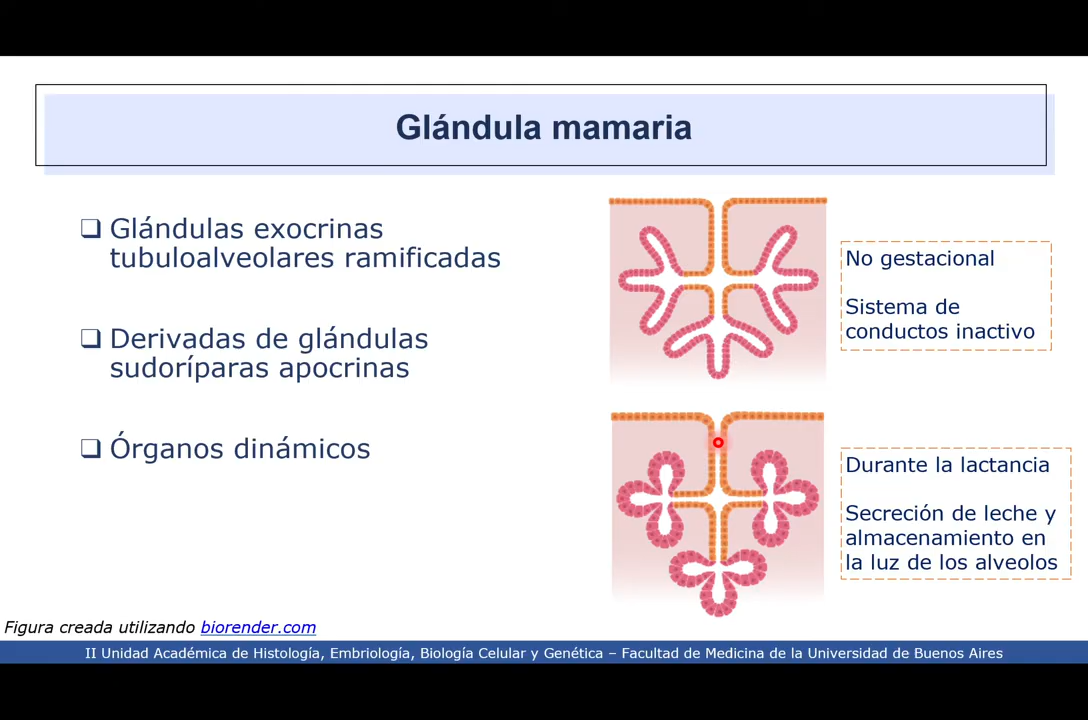 Glándula mamaria
Glándulas exocrinas
tubuloalveolares ramificadas
Derivadas de glándulas
sudoríparas apocrinas
Órganos dinámicos
No gestacional
Sistema de
conductos inactivo
Durante la lactancia
Secreción de leche y
almacenamiento en
la luz de los alveolos
Figura creada utilizando biorender.com
II Unidad Académica de Histología, Embriología, Biología Celular y Genética – Facultad de Medicina de la Universidad de Buenos Aires